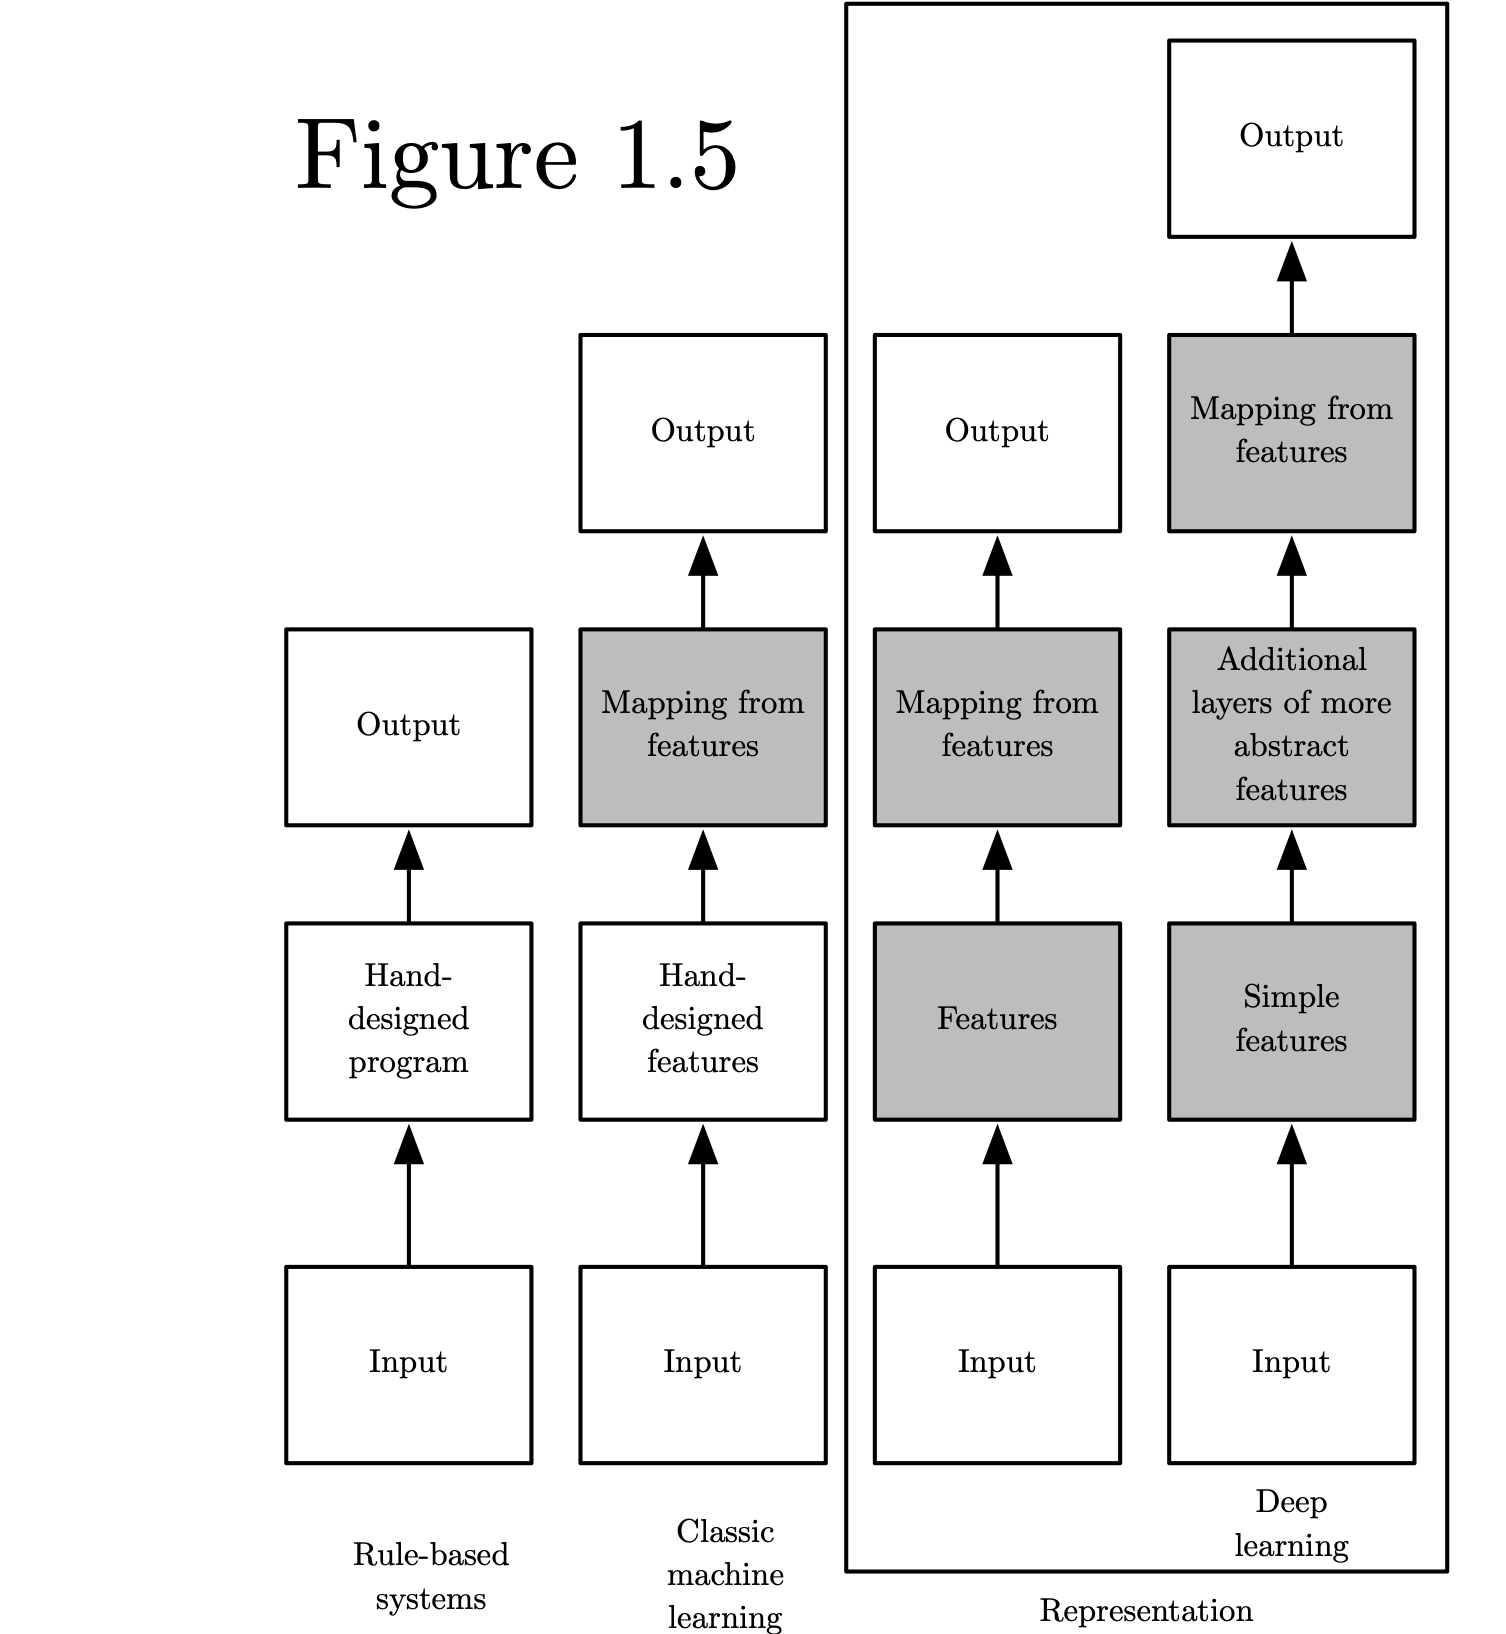 Figure 1.5
Output
Output
Output
Mapping from
features
Output
Mapping from
features
Mapping from
features
Additional
layers of more
abstract
features
Hand-
designed
program
Hand-
designed
features
Features
Simple
features
Input
Input
Input
Input
Rule-based
systems
Classic
machine
learning
Deep
learning
Representation